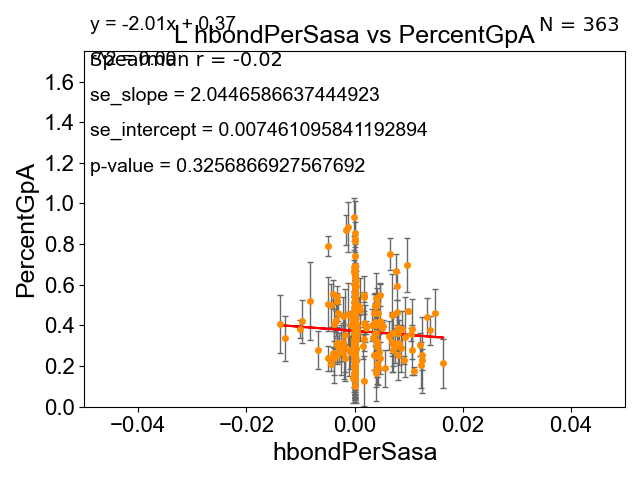 y = -2.01x + 0.37
N = 363
L hbondPerSasa vs PercentGpA
Spearman r = -0.02
se_slope = 2.0446586637444923
se_intercept = 0.007461095841192894
p-value = 0.3256866927567692
PercentGpA
1.6
1.4
1.2
1.0
0.8
0.6
0.4
0.2
0.0
−0.04
−0.02
0.00
0.02
0.04
hbondPerSasa